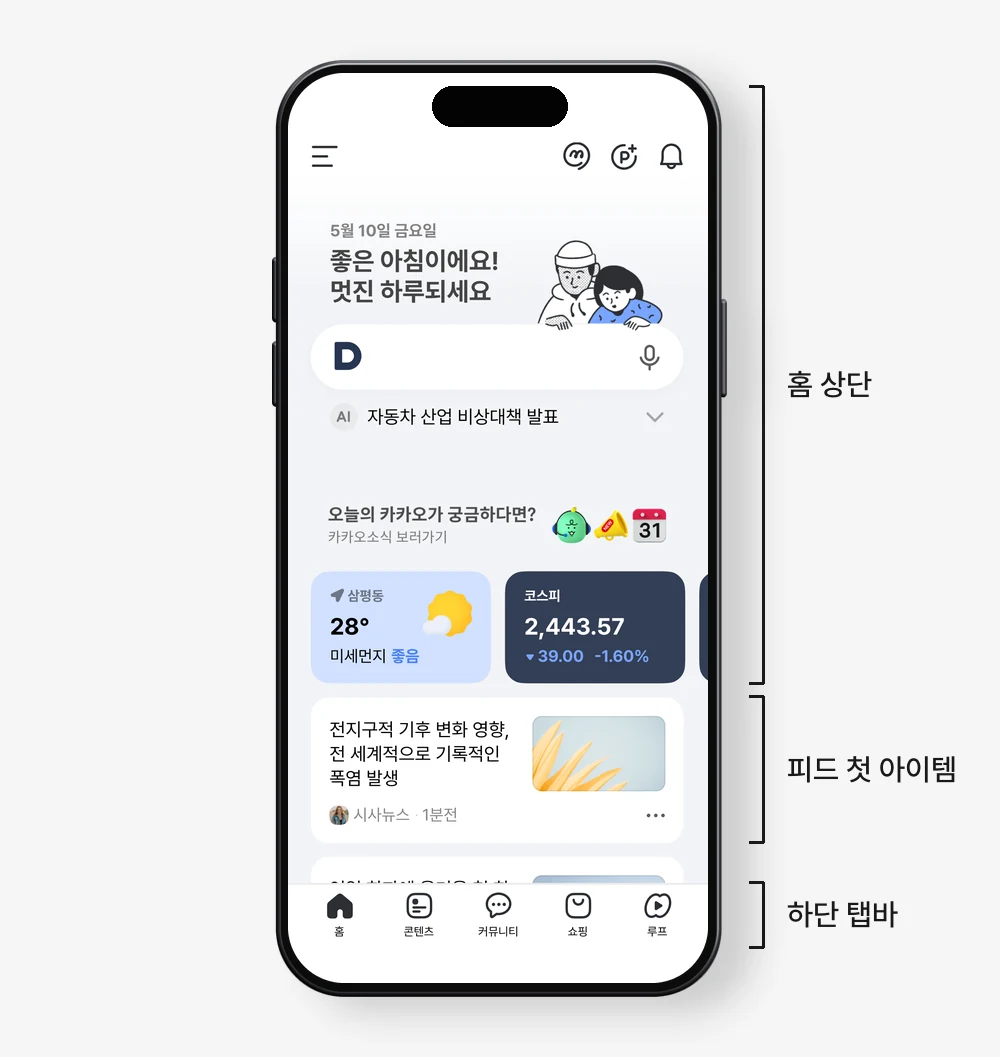 5월 10일 금요일
좋은 아침이에요!
멋진 하루되세요
D
AI 자동차 산업 비상대책 발표
오늘의 카카오가 궁금하다면?
카카오소식 보러가기
31
삼평동
28°
미세먼지 좋음
코스피
2,443.57
▼39.00 -1.60%
전지구적 기후 변화 영향,
전 세계적으로 기록적인
폭염 발생
시사뉴스 · 1분전
홈
콘텐츠
커뮤니티
쇼핑
루프
홈 상단
피드 첫 아이템
하단 탭바